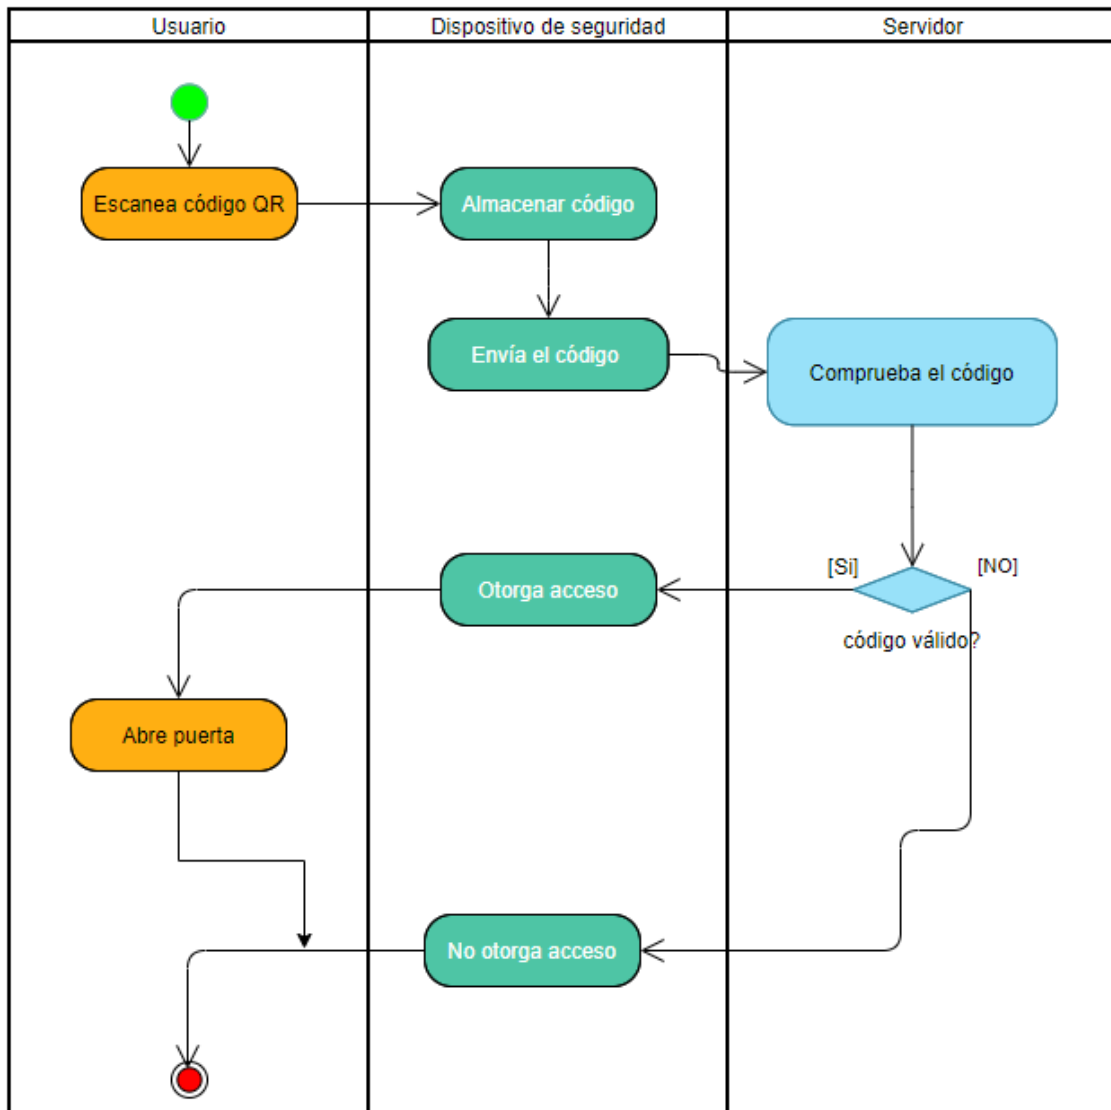 Usuario
Dispositivo de seguridad
Servidor
Escanea código QR
Almacenar código
Envía el código
Comprueba el código
[Si]
[NO]
Otorga acceso
código válido?
Abre puerta
No otorga acceso